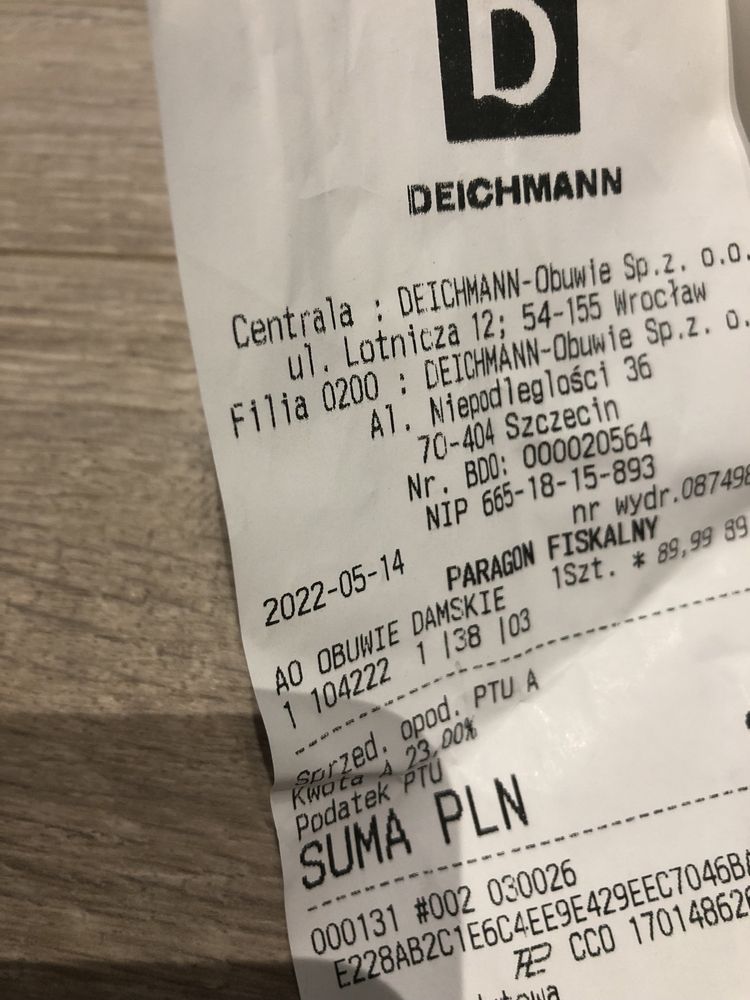 D
DEICHMANN
Centrala : DEICHMANN-Obuwie Sp.z. o.o.
ul. Lotnicza 12; 54-155 Wrocław
Filia 0200 : DEICHMANN-Obuwie Sp.z. o.
Al. Niepodległości 36
70-404 Szczecin
Nr. BDO: 000020564
NIP 665-18-15-893
nr wydr.087498
2022-05-14
PARAGON FISKALNY
AO OBUWIE DAMSKIE 1Szt. * 89,99 89
1 104222 1 |38 |03
Sprzed. opod. PTU A
Kwota A 23,00%
Podatek PTU
SUMA PLN
000131 #002 030026
E228AB2C1E6C4EE9E429EEC7046BA
CCO 170148626